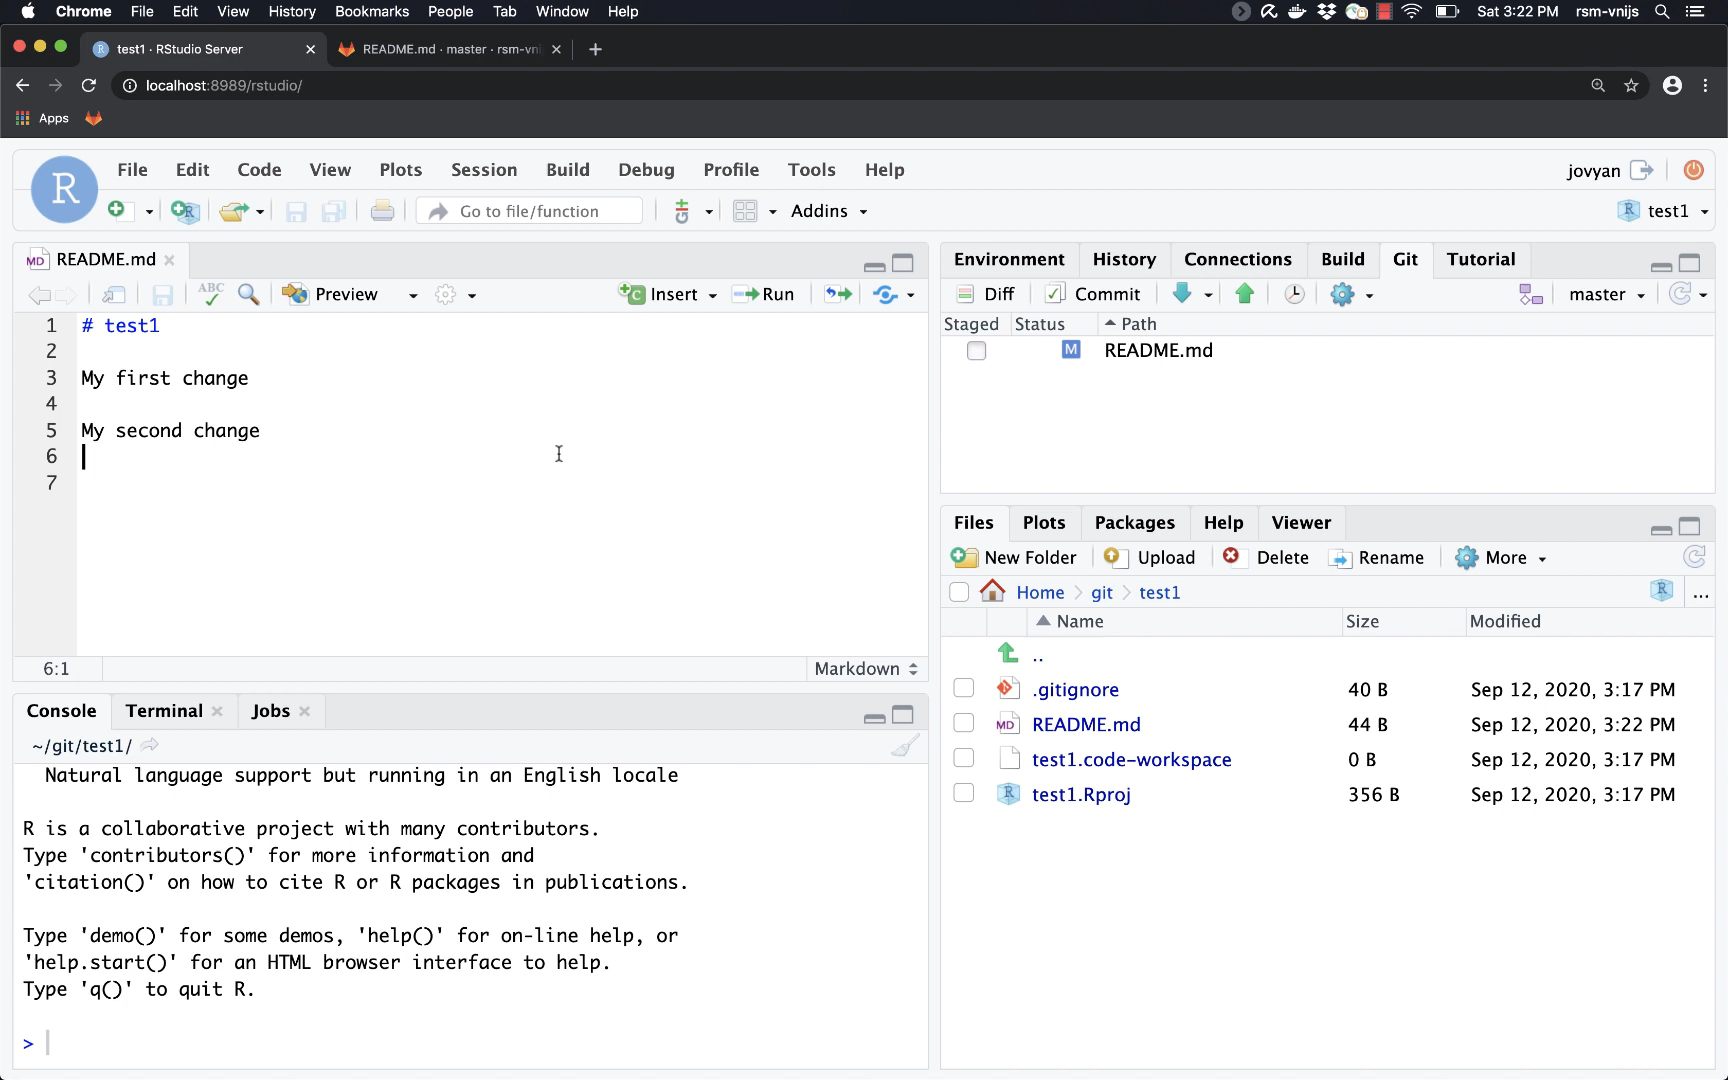 Chrome File Edit View History Bookmarks People Tab Window Help Sat 3:22 PM rsm-vnijs
test1 · RStudio Server README.md · master · rsm-vni
localhost:8989/rstudio/
Apps
R File Edit Code View Plots Session Build Debug Profile Tools Help jovyan
Go to file/function Addins test1
README.md
ABC Preview Insert Run
1 # test1
2
3 My first change
4
5 My second change
6
7
6:1 Markdown
Environment History Connections Build Git Tutorial
Diff Commit master
Staged Status Path
M README.md
Console Terminal Jobs
~/git/test1/
Natural language support but running in an English locale
R is a collaborative project with many contributors.
Type 'contributors()' for more information and
'citation()' on how to cite R or R packages in publications.
Type 'demo()' for some demos, 'help()' for on-line help, or
'help.start()' for an HTML browser interface to help.
Type 'q()' to quit R.
>
Files Plots Packages Help Viewer
New Folder Upload Delete Rename More
Home git test1 ...
Name Size Modified
..
.gitignore 40 B Sep 12, 2020, 3:17 PM
README.md 44 B Sep 12, 2020, 3:22 PM
test1.code-workspace 0 B Sep 12, 2020, 3:17 PM
test1.Rproj 356 B Sep 12, 2020, 3:17 PM